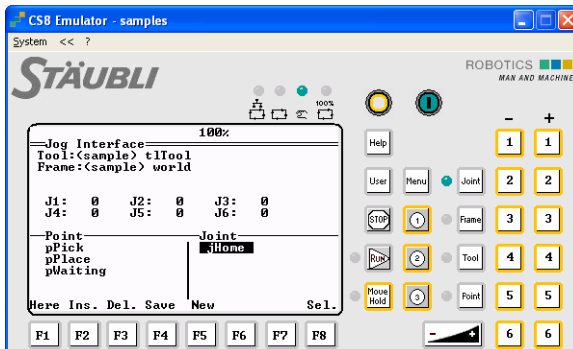 CS8 Emulator - samples
System << ?
STÄUBLI
ROBOTICS
MAN AND MACHINE
100%
- +
100%
Jog Interface
Tool:(sample) tlTool
Frame:(sample) world
J1: 0 J2: 0 J3: 0
J4: 0 J5: 0 J6: 0
Point Joint
pPick jHome
pPlace
pWaiting
Here Ins. Del. Save New Sel.
F1 F2 F3 F4 F5 F6 F7 F8
Help 1 1
User Menu Joint 2 2
STOP 1 Frame 3 3
RUN 2 Tool 4 4
Move Hold 3 Point 5 5
- + 6 6